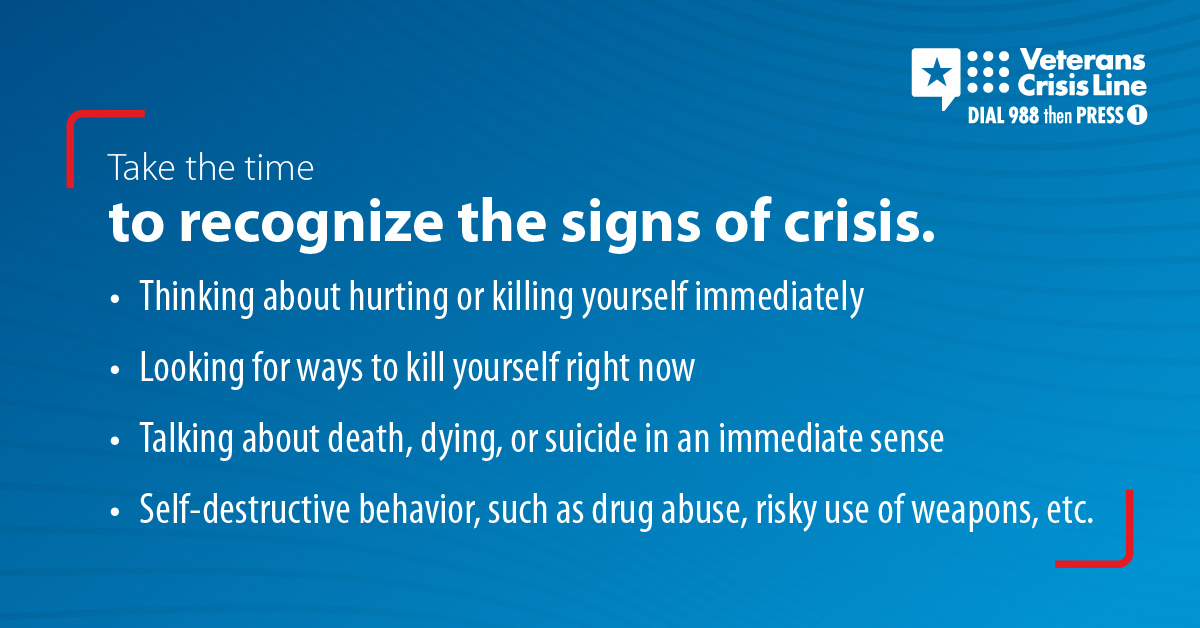 Veterans
Crisis Line
DIAL 988 then PRESS 1
Take the time
to recognize the signs of crisis.
• Thinking about hurting or killing yourself immediately
• Looking for ways to kill yourself right now
• Talking about death, dying, or suicide in an immediate sense
• Self-destructive behavior, such as drug abuse, risky use of weapons, etc.